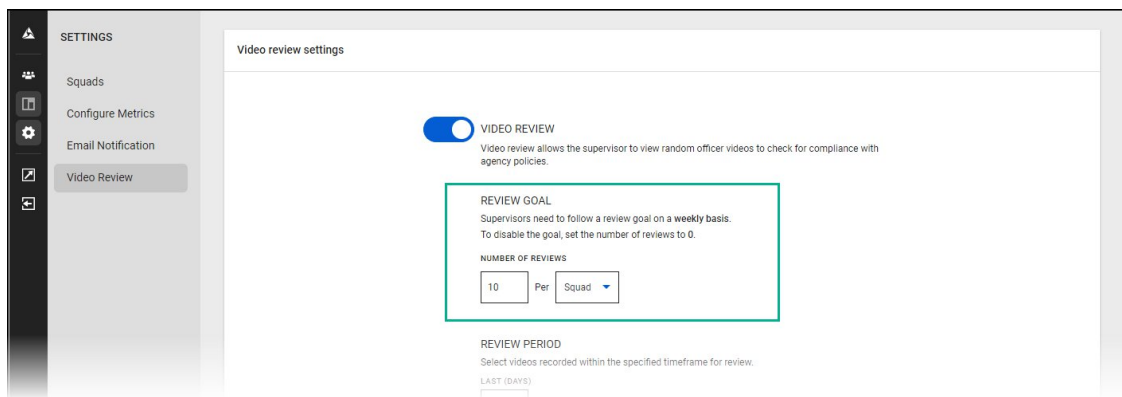 SETTINGS
Squads
Configure Metrics
Email Notification
Video Review
Video review settings
VIDEO REVIEW
Video review allows the supervisor to view random officer videos to check for compliance with
agency policies.
REVIEW GOAL
Supervisors need to follow a review goal on a weekly basis.
To disable the goal, set the number of reviews to 0.
NUMBER OF REVIEWS
10 Per Squad
REVIEW PERIOD
Select videos recorded within the specified timeframe for review.
LAST (DAYS)